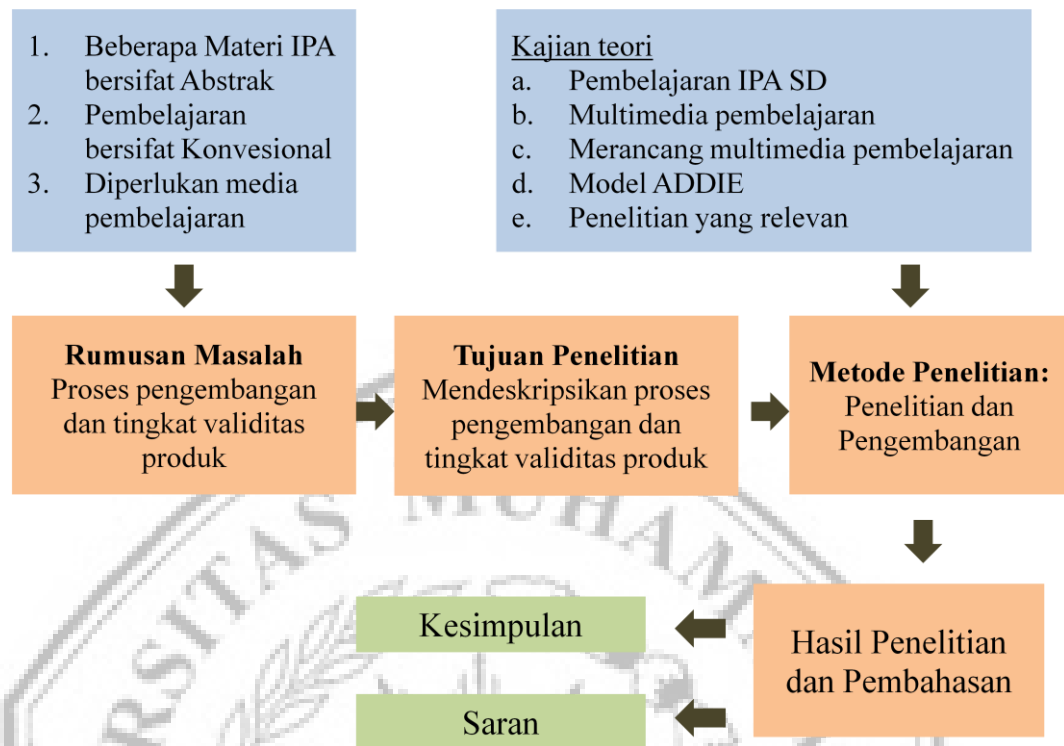 1. Beberapa Materi IPA
bersifat Abstrak
2. Pembelajaran
bersifat Konvesional
3. Diperlukan media
pembelajaran
Kajian teori
a. Pembelajaran IPA SD
b. Multimedia pembelajaran
c. Merancang multimedia pembelajaran
d. Model ADDIE
e. Penelitian yang relevan
Rumusan Masalah
Proses pengembangan
dan tingkat validitas
produk
Tujuan Penelitian
Mendeskripsikan proses
pengembangan dan
tingkat validitas produk
Metode Penelitian:
Penelitian dan
Pengembangan
Hasil Penelitian
dan Pembahasan
Kesimpulan
Saran
RSITAS MUHAM